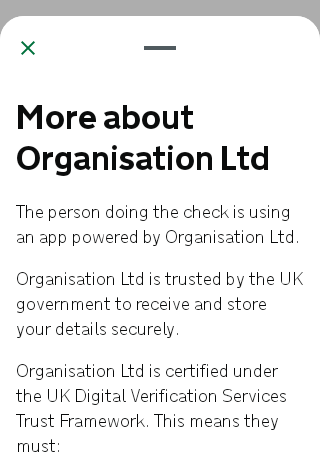 More about
Organisation Ltd
The person doing the check is using
an app powered by Organisation Ltd.
Organisation Ltd is trusted by the UK
government to receive and store
your details securely.
Organisation Ltd is certified under
the UK Digital Verification Services
Trust Framework. This means they
must: